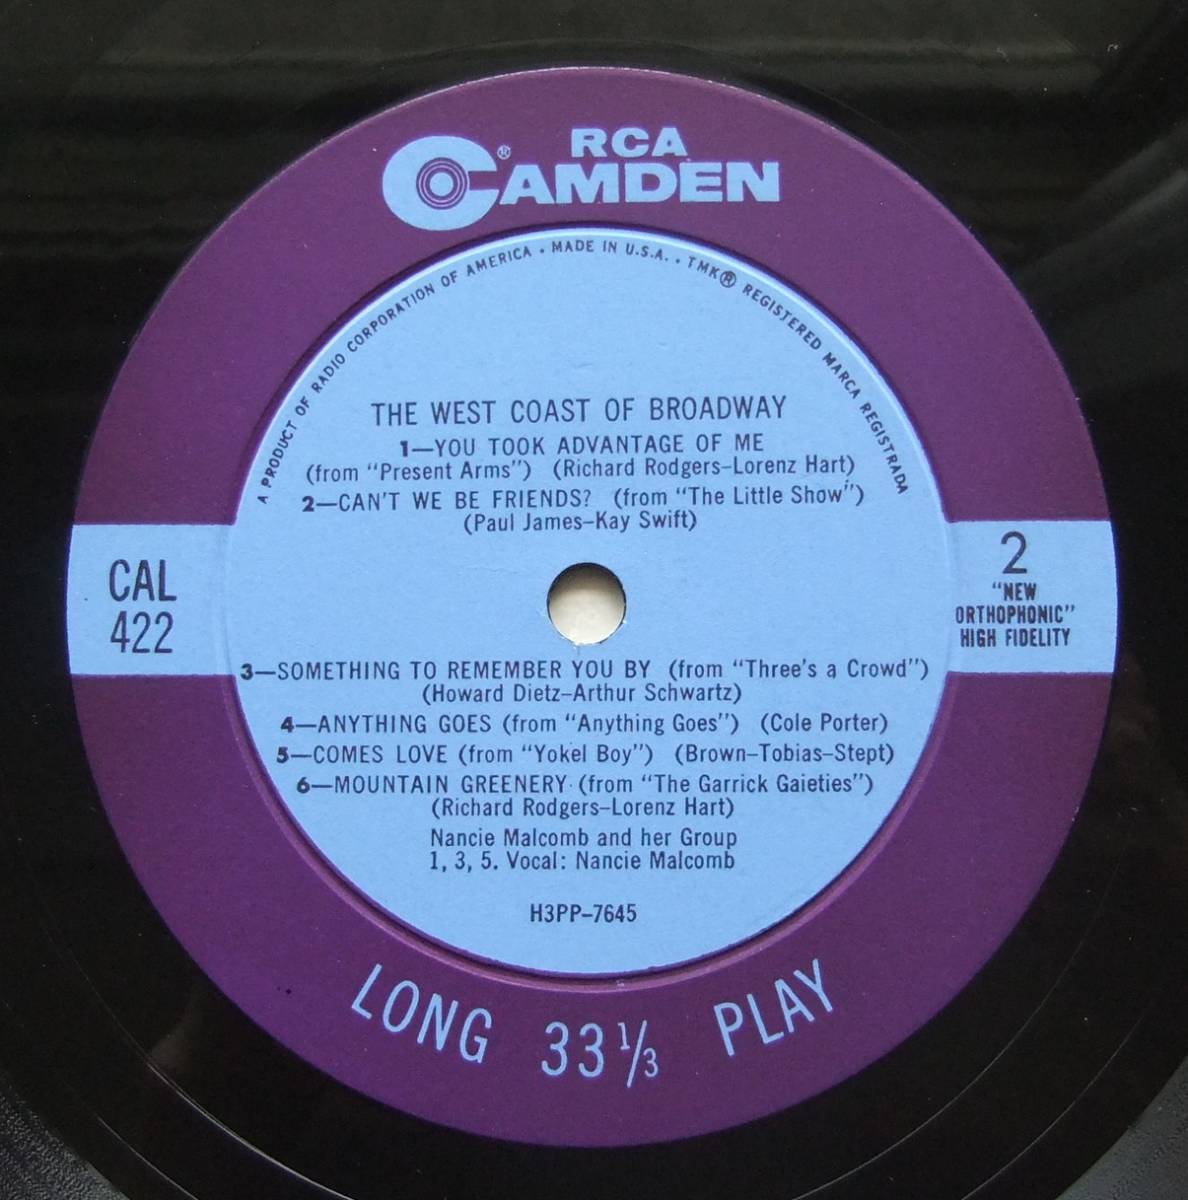 RCA
CAMDEN®
A PRODUCT OF RADIO CORPORATION OF AMERICA • MADE IN U.S.A. • TMK® REGISTERED MARCA REGISTRADA
THE WEST COAST OF BROADWAY
1—YOU TOOK ADVANTAGE OF ME
(from "Present Arms") (Richard Rodgers–Lorenz Hart)
2—CAN'T WE BE FRIENDS? (from "The Little Show")
(Paul James–Kay Swift)
CAL
422
2
"NEW
ORTHOPHONIC"
HIGH FIDELITY
3—SOMETHING TO REMEMBER YOU BY (from "Three's a Crowd")
(Howard Dietz–Arthur Schwartz)
4—ANYTHING GOES (from "Anything Goes") (Cole Porter)
5—COMES LOVE (from "Yokel Boy") (Brown–Tobias–Stept)
6—MOUNTAIN GREENERY (from "The Garrick Gaieties")
(Richard Rodgers–Lorenz Hart)
Nancie Malcomb and her Group
1, 3, 5. Vocal: Nancie Malcomb
H3PP–7645
LONG 33⅓ PLAY